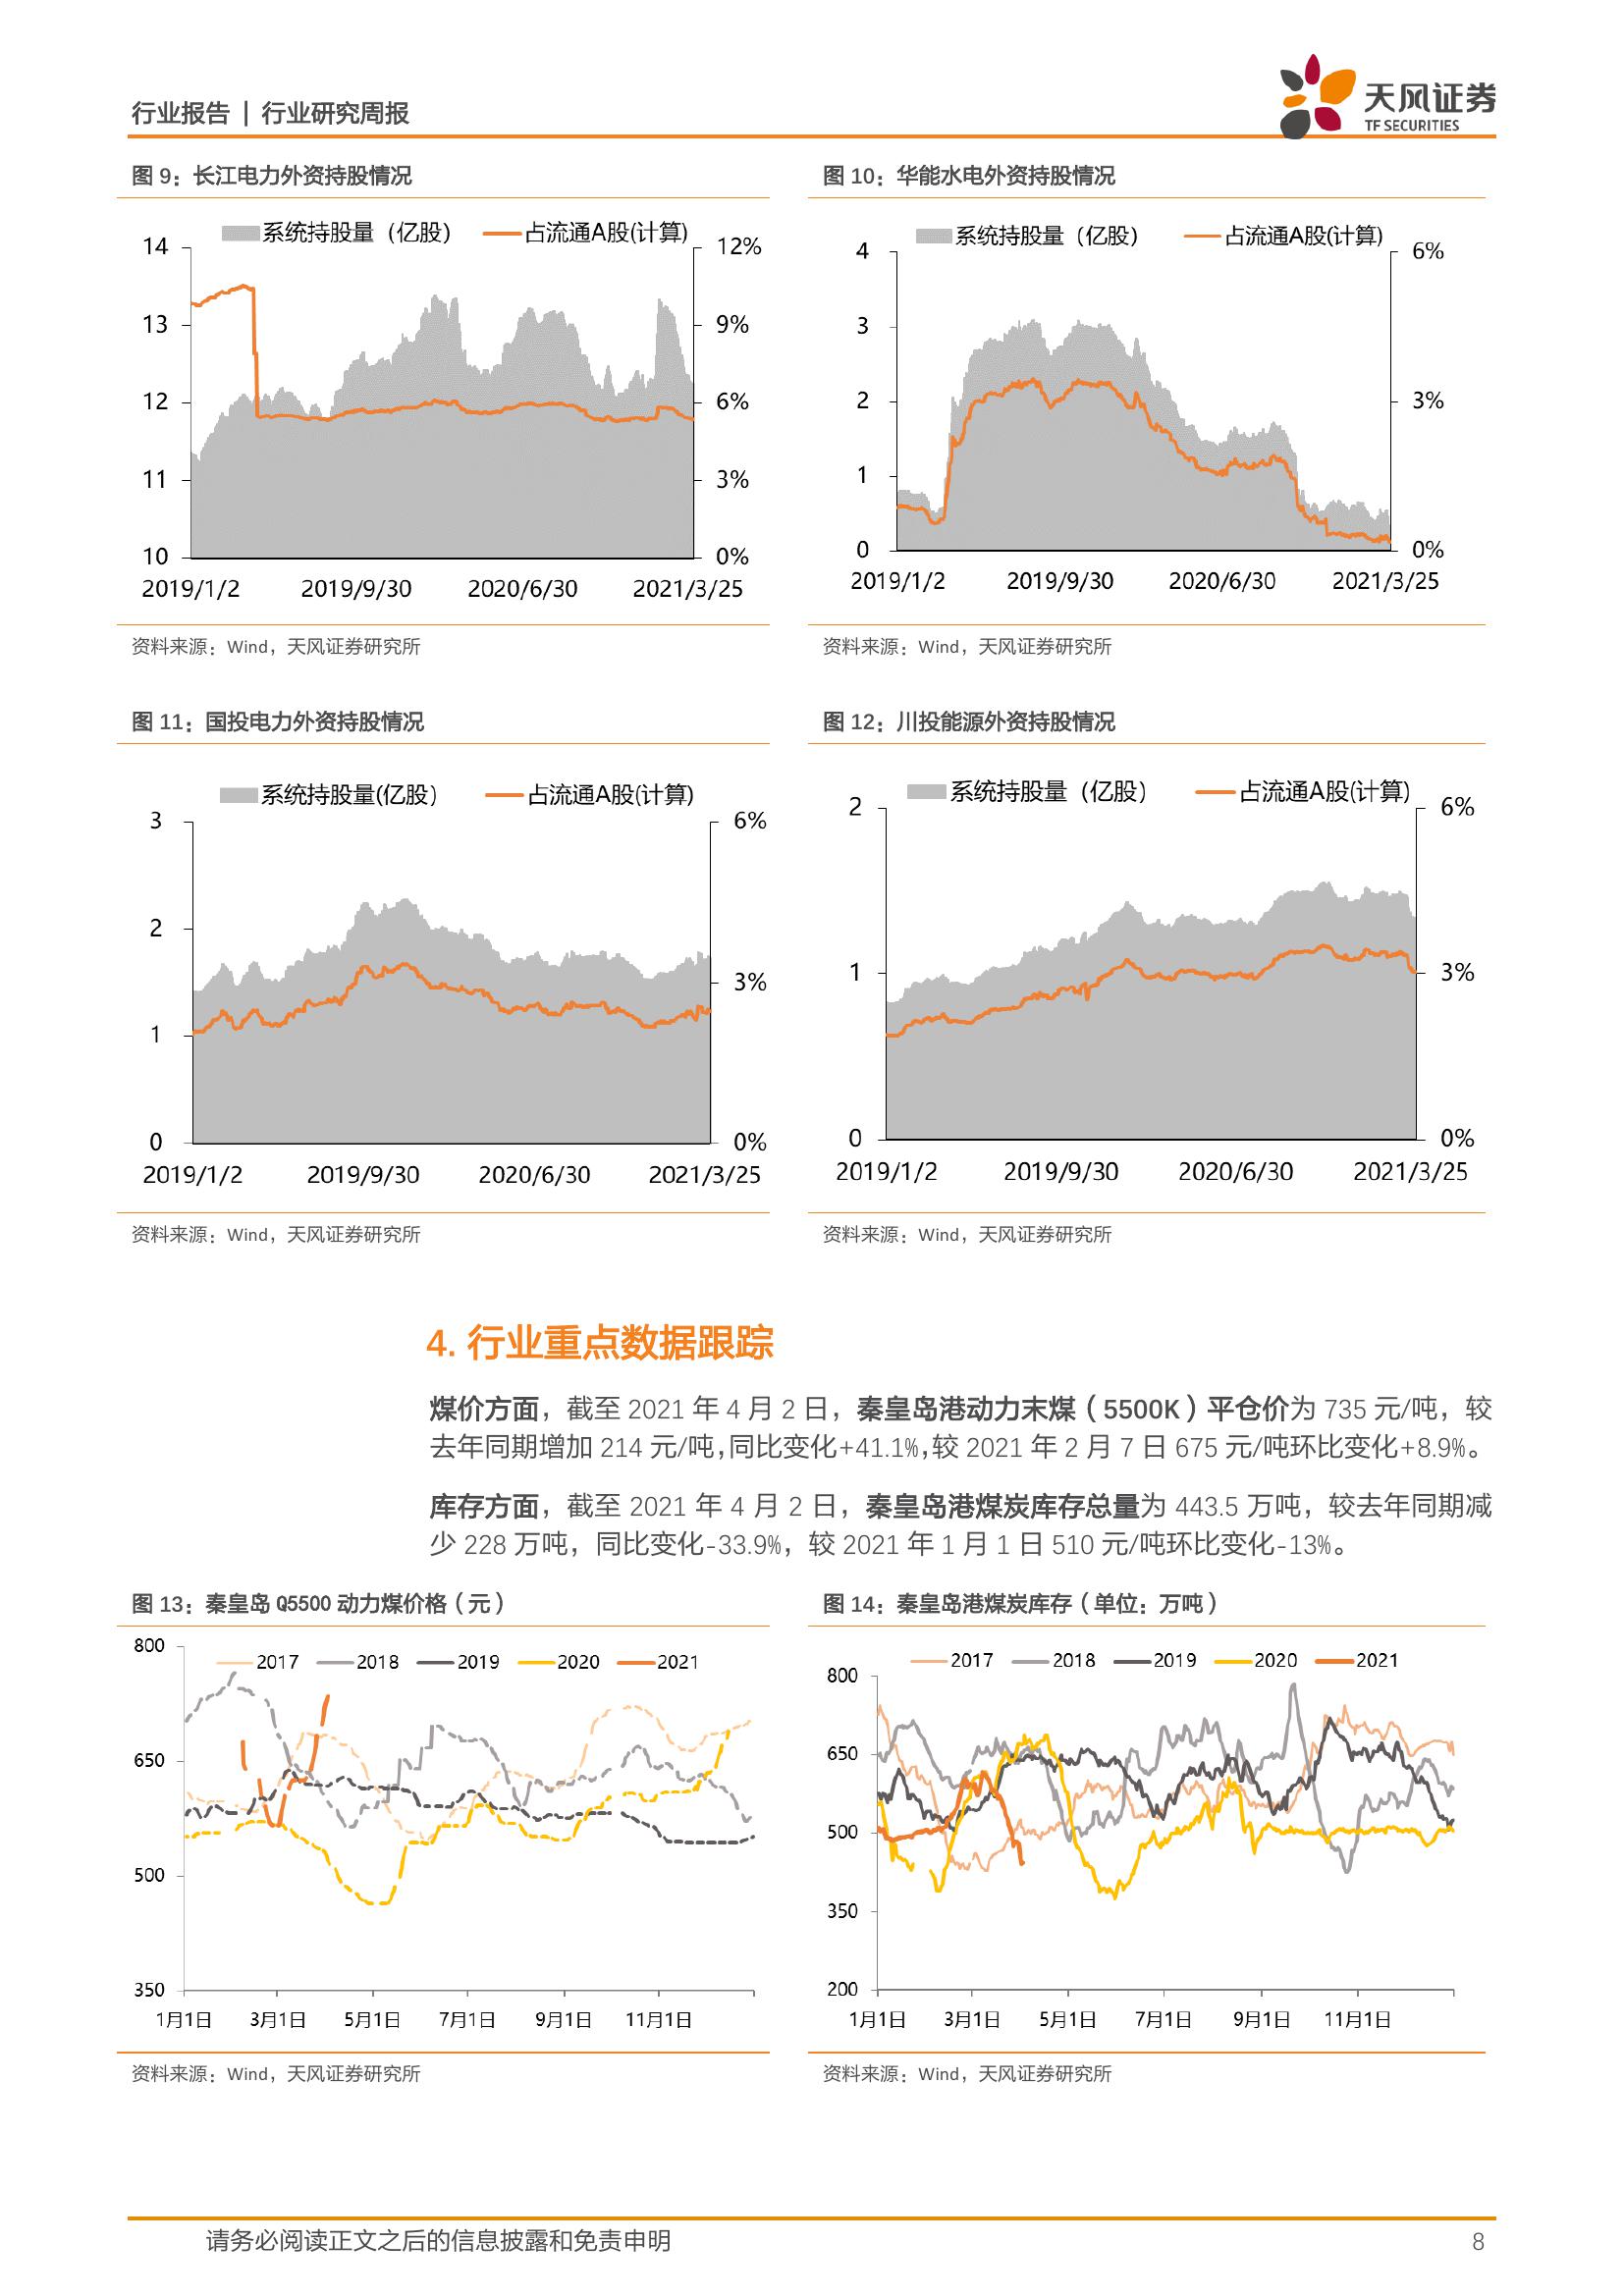 行业报告 | 行业研究周报
天风证券
TF SECURITIES
图 9：长江电力外资持股情况
系统持股量（亿股） 占流通A股(计算)
14 12%
13 9%
12 6%
11 3%
10 0%
2019/1/2 2019/9/30 2020/6/30 2021/3/25
资料来源：Wind，天风证券研究所
图 10：华能水电外资持股情况
系统持股量（亿股） 占流通A股(计算)
4 6%
3
2 3%
1
0 0%
2019/1/2 2019/9/30 2020/6/30 2021/3/25
资料来源：Wind，天风证券研究所
图 11：国投电力外资持股情况
系统持股量(亿股） 占流通A股(计算)
3 6%
2
3%
1
0 0%
2019/1/2 2019/9/30 2020/6/30 2021/3/25
资料来源：Wind，天风证券研究所
图 12：川投能源外资持股情况
系统持股量（亿股） 占流通A股(计算)
2 6%
1 3%
0 0%
2019/1/2 2019/9/30 2020/6/30 2021/3/25
资料来源：Wind，天风证券研究所
4. 行业重点数据跟踪
煤价方面，截至 2021 年 4 月 2 日，秦皇岛港动力末煤（5500K）平仓价为 735 元/吨，较
去年同期增加 214 元/吨，同比变化+41.1%，较 2021 年 2 月 7 日 675 元/吨环比变化+8.9%。
库存方面，截至 2021 年 4 月 2 日，秦皇岛港煤炭库存总量为 443.5 万吨，较去年同期减
少 228 万吨，同比变化-33.9%，较 2021 年 1 月 1 日 510 元/吨环比变化-13%。
图 13：秦皇岛 Q5500 动力煤价格（元）
2017 2018 2019 2020 2021
800
650
500
350
1月1日 3月1日 5月1日 7月1日 9月1日 11月1日
资料来源：Wind，天风证券研究所
图 14：秦皇岛港煤炭库存（单位：万吨）
2017 2018 2019 2020 2021
800
650
500
350
200
1月1日 3月1日 5月1日 7月1日 9月1日 11月1日
资料来源：Wind，天风证券研究所
请务必阅读正文之后的信息披露和免责申明 8